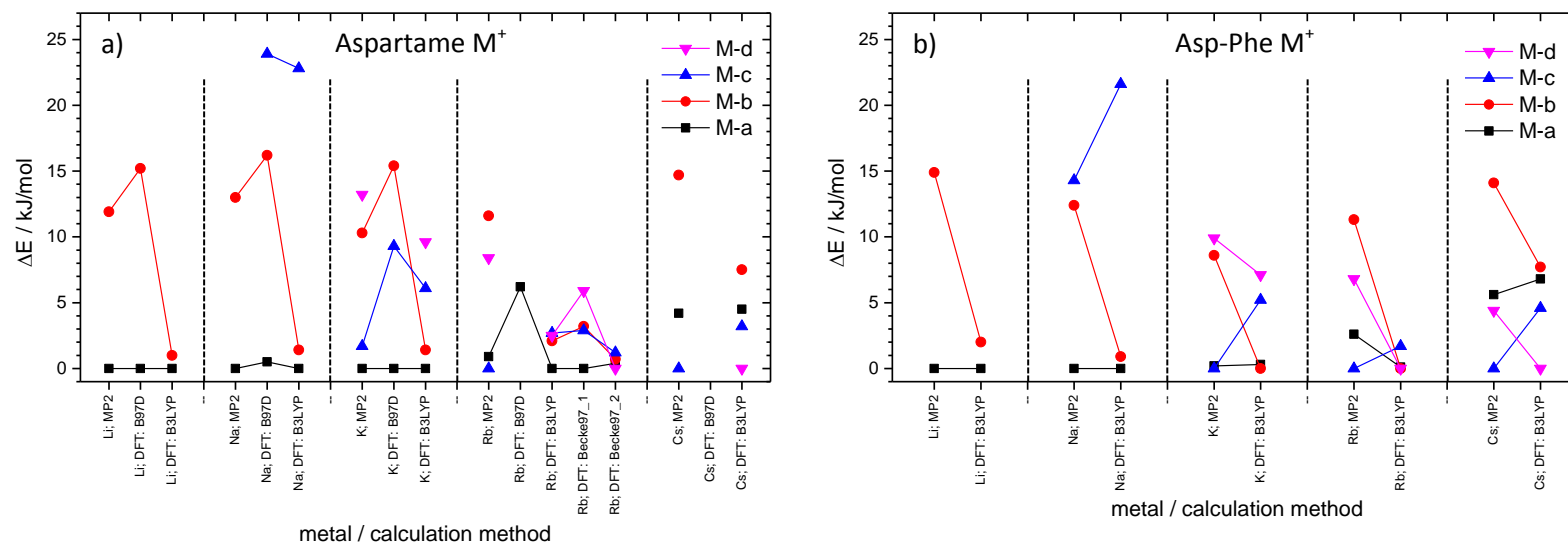 a)
Aspartame M⁺
M-d
M-c
M-b
M-a
25
20
15
10
5
0
ΔE / kJ/mol
Li; MP2
Li; DFT: B97D
Li; DFT: B3LYP
Na; MP2
Na; DFT: B97D
Na; DFT: B3LYP
K; MP2
K; DFT: B97D
K; DFT: B3LYP
Rb; MP2
Rb; DFT: B97D
Rb; DFT: B3LYP
Rb; DFT: Becke97_1
Rb; DFT: Becke97_2
Cs; MP2
Cs; DFT: B97D
Cs; DFT: B3LYP
metal / calculation method
b)
Asp-Phe M⁺
M-d
M-c
M-b
M-a
25
20
15
10
5
0
ΔE / kJ/mol
Li; MP2
Li; DFT: B3LYP
Na; MP2
Na; DFT: B3LYP
K; MP2
K; DFT: B3LYP
Rb; MP2
Rb; DFT: B3LYP
Cs; MP2
Cs; DFT: B3LYP
metal / calculation method